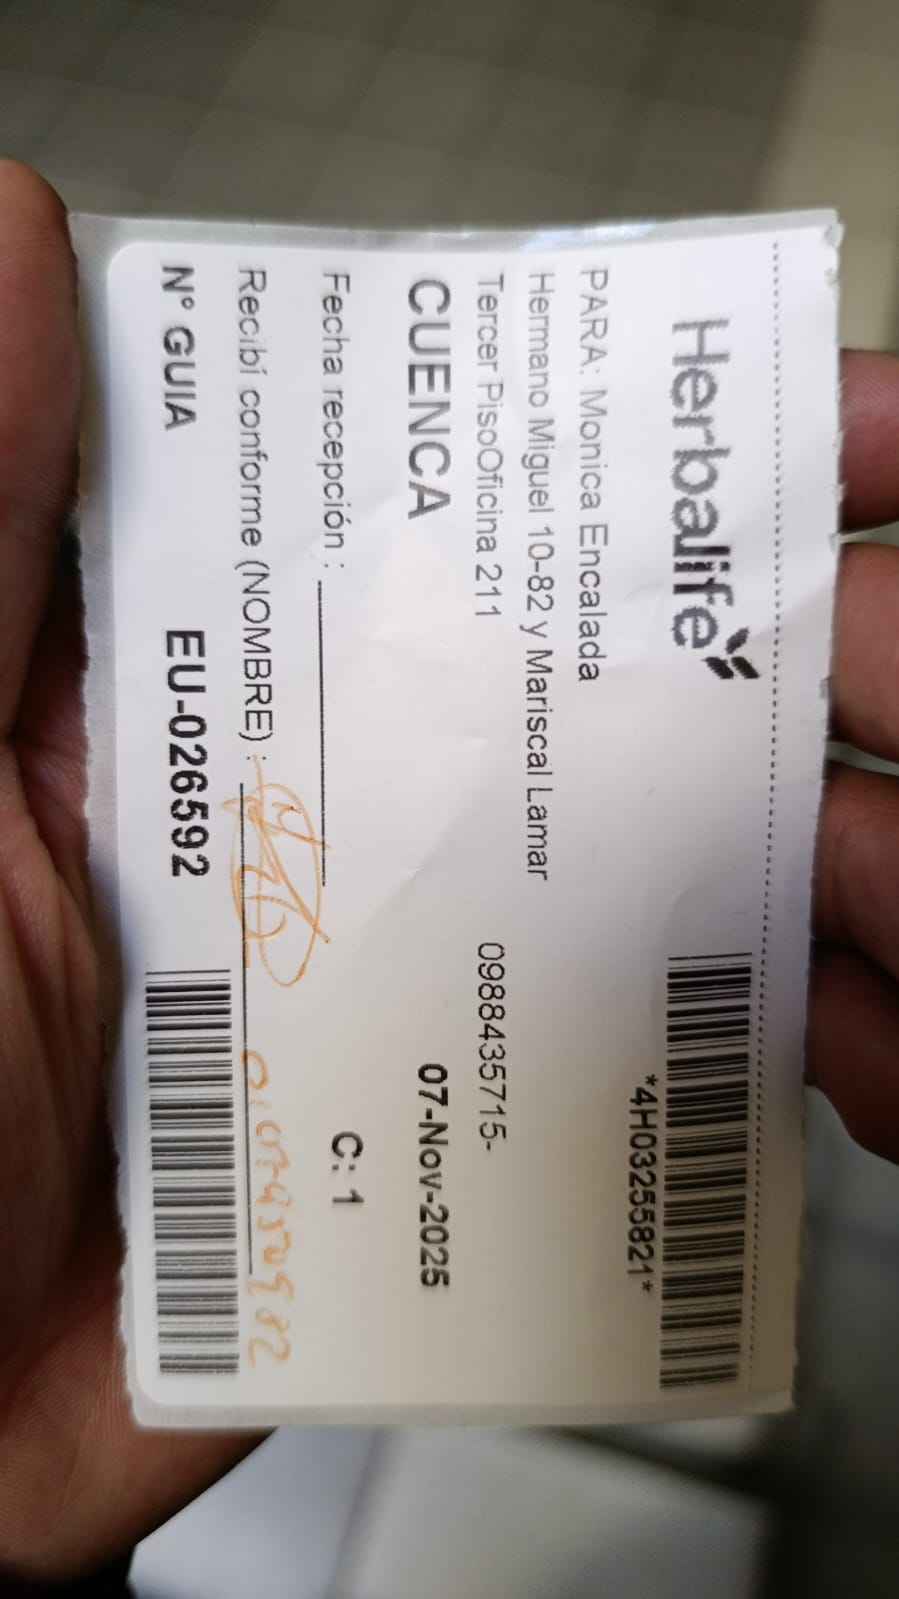 Herbalife
*4H03255821*
PARA: Monica Encalada
Hermano Miguel 10-82 y Mariscal Lamar
Tercer PisoOficina 211 0988435715-
CUENCA 07-Nov-2025
Fecha recepción : C: 1
Recibí conforme (NOMBRE) :
N° GUIA EU-026592